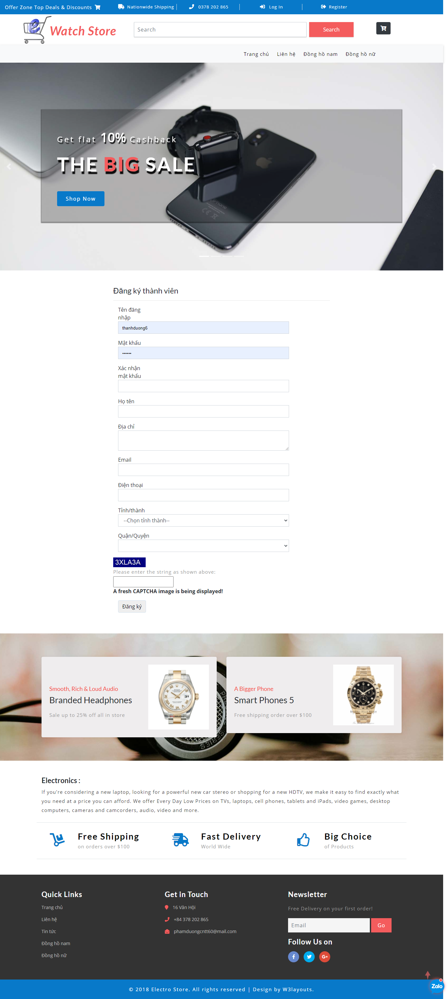 Offer Zone Top Deals & Discounts
Nationwide Shipping
0378 202 865
Log In
Register
e
Watch Store
Search
Search
Trang chủ
Liên hệ
Đồng hồ nam
Đồng hồ nữ
Get flat 10% Cashback
THE BIG SALE
Shop Now
iPhone
Đăng ký thành viên
Tên đăng
nhập
thanhduong6
Mật khẩu
••••••
Xác nhận
mật khẩu
Họ tên
Địa chỉ
Email
Điện thoại
Tỉnh/thành
--Chọn tỉnh thành--
Quận/Quyện
3XLA3A
Please enter the string as shown above:
A fresh CAPTCHA image is being displayed!
Đăng ký
Smooth, Rich & Loud Audio
Branded Headphones
Sale up to 25% off all in store
31
A Bigger Phone
Smart Phones 5
Free shipping order over $100
BEVERLY HILLS WATCH
SERIES
Electronics :
If you're considering a new laptop, looking for a powerful new car stereo or shopping for a new HDTV, we make it easy to find exactly what
you need at a price you can afford. We offer Every Day Low Prices on TVs, laptops, cell phones, tablets and iPads, video games, desktop
computers, cameras and camcorders, audio, video and more.
Free Shipping
on orders over $100
Fast Delivery
World Wide
Big Choice
of Products
Quick Links
Trang chủ
Liên hệ
Tin tức
Đồng hồ nam
Đồng hồ nữ
Get in Touch
16 Văn Hội
+84 378 202 865
phamduongcntt60@mail.com
Newsletter
Free Delivery on your first order!
Email
Go
Follow Us on
Zalo
© 2018 Electro Store. All rights reserved | Design by W3layouts.